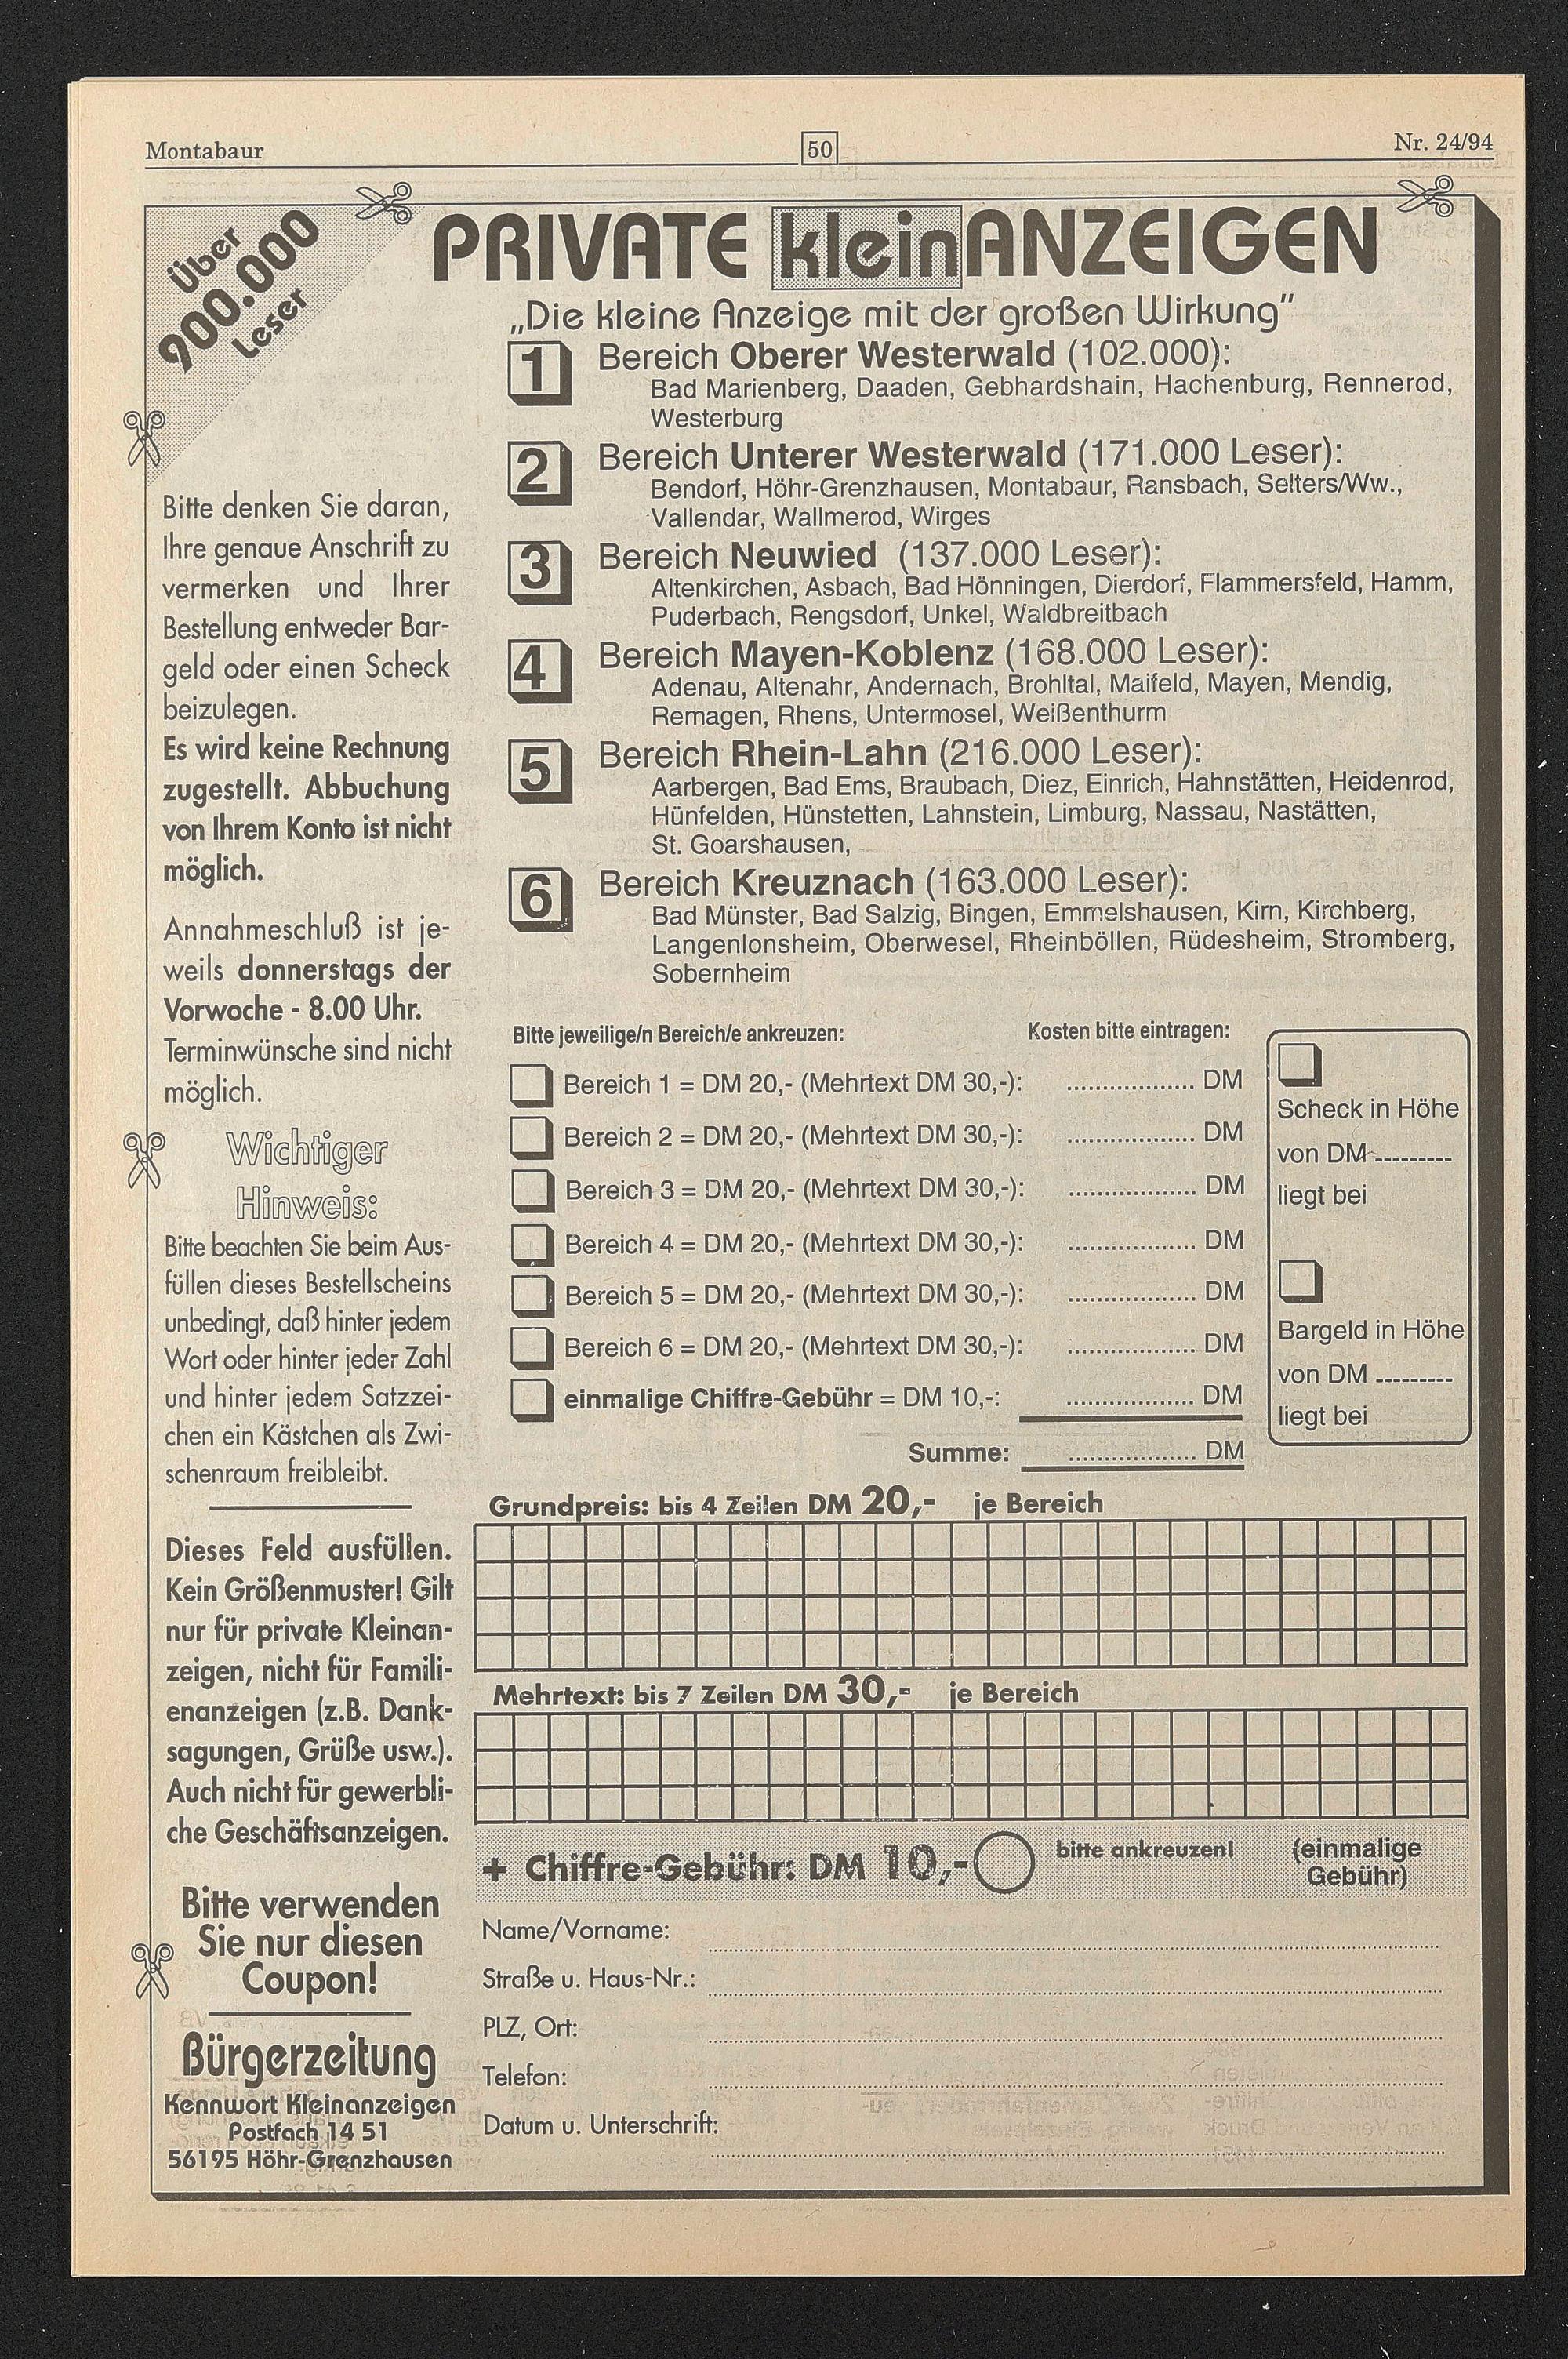 Montabaur
50
Nr. 24/94
Über
900.000
Leser
PRIVATE kleinANZEIGEN
„Die kleine Anzeige mit der großen Wirkung"
1 Bereich Oberer Westerwald (102.000):
Bad Marienberg, Daaden, Gebhardshain, Hachenburg, Rennerod,
Westerburg
2 Bereich Unterer Westerwald (171.000 Leser):
Bendorf, Höhr-Grenzhausen, Montabaur, Ransbach, Selters/Ww.,
Vallendar, Wallmerod, Wirges
3 Bereich Neuwied (137.000 Leser):
Altenkirchen, Asbach, Bad Hönningen, Dierdorf, Flammersfeld, Hamm,
Puderbach, Rengsdorf, Unkel, Waldbreitbach
4 Bereich Mayen-Koblenz (168.000 Leser):
Adenau, Altenahr, Andernach, Brohltal, Maifeld, Mayen, Mendig,
Remagen, Rhens, Untermosel, Weißenthurm
5 Bereich Rhein-Lahn (216.000 Leser):
Aarbergen, Bad Ems, Braubach, Diez, Einrich, Hahnstätten, Heidenrod,
Hünfelden, Hünstetten, Lahnstein, Limburg, Nassau, Nastätten,
St. Goarshausen,
6 Bereich Kreuznach (163.000 Leser):
Bad Münster, Bad Salzig, Bingen, Emmelshausen, Kirn, Kirchberg,
Langenlonsheim, Oberwesel, Rheinböllen, Rüdesheim, Stromberg,
Sobernheim
Bitte denken Sie daran,
Ihre genaue Anschrift zu
vermerken und Ihrer
Bestellung entweder Bar-
geld oder einen Scheck
beizulegen.
Es wird keine Rechnung
zugestellt. Abbuchung
von Ihrem Konto ist nicht
möglich.
Annahmeschluß ist je-
weils donnerstags der
Vorwoche - 8.00 Uhr.
Terminwünsche sind nicht
möglich.
Wichtiger
Hinweis:
Bitte beachten Sie beim Aus-
füllen dieses Bestellscheins
unbedingt, daß hinter jedem
Wort oder hinter jeder Zahl
und hinter jedem Satzzei-
chen ein Kästchen als Zwi-
schenraum freibleibt.
Dieses Feld ausfüllen.
Kein Größenmuster! Gilt
nur für private Kleinan-
zeigen, nicht für Famili-
enanzeigen (z.B. Dank-
sagungen, Grüße usw.).
Auch nicht für gewerbli-
che Geschäftsanzeigen.
Bitte verwenden
Sie nur diesen
Coupon!
Bürgerzeitung
Kennwort Kleinanzeigen
Postfach 14 51
56195 Höhr-Grenzhausen
Bitte jeweilige/n Bereich/e ankreuzen: Kosten bitte eintragen:
Bereich 1 = DM 20,- (Mehrtext DM 30,-): .................. DM
Bereich 2 = DM 20,- (Mehrtext DM 30,-): .................. DM
Bereich 3 = DM 20,- (Mehrtext DM 30,-): .................. DM
Bereich 4 = DM 20,- (Mehrtext DM 30,-): .................. DM
Bereich 5 = DM 20,- (Mehrtext DM 30,-): .................. DM
Bereich 6 = DM 20,- (Mehrtext DM 30,-): .................. DM
einmalige Chiffre-Gebühr = DM 10,-: .................. DM
Summe: .................. DM
Scheck in Höhe
von DM ---------
liegt bei
Bargeld in Höhe
von DM ---------
liegt bei
Grundpreis: bis 4 Zeilen DM 20,- je Bereich
Mehrtext: bis 7 Zeilen DM 30,- je Bereich
+ Chiffre-Gebühr: DM 10,- bitte ankreuzen! (einmalige
Gebühr)
Name/Vorname:
Straße u. Haus-Nr.:
PLZ, Ort:
Telefon:
Datum u. Unterschrift: